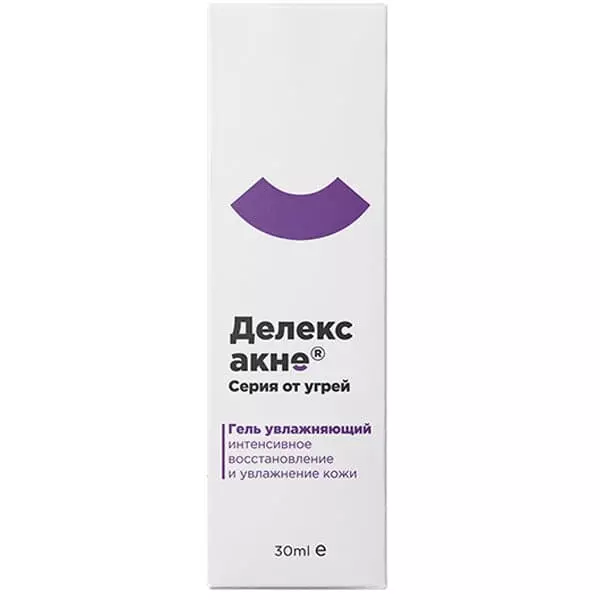 Делекс
акне®
Серия от угрей
Гель увлажняющий
интенсивное
восстановление
и увлажнение кожи
30ml e